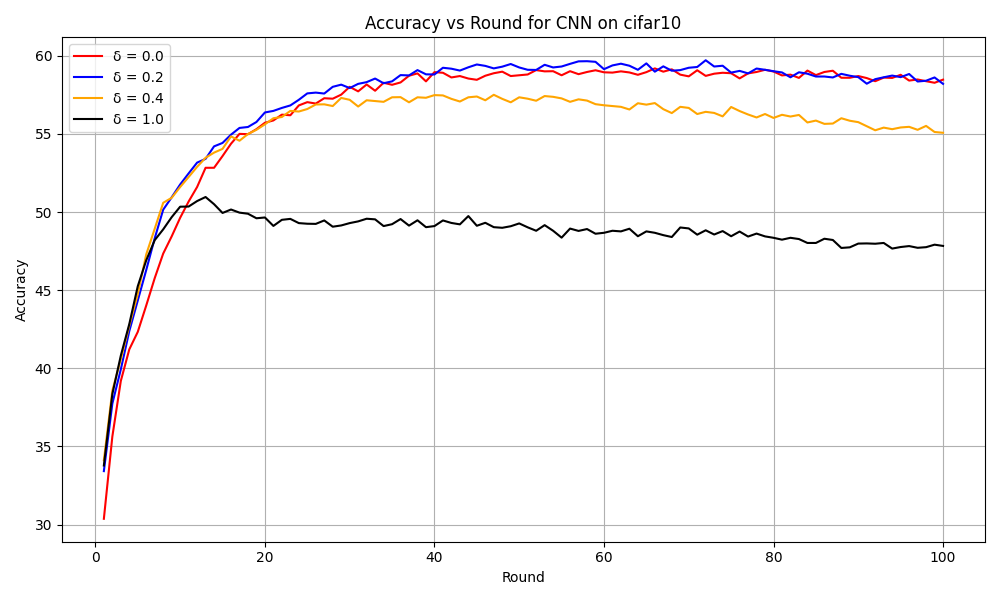 Accuracy vs Round for CNN on cifar10
δ = 0.0
δ = 0.2
δ = 0.4
δ = 1.0
60
55
50
45
40
35
30
Accuracy
0 20 40 60 80 100
Round